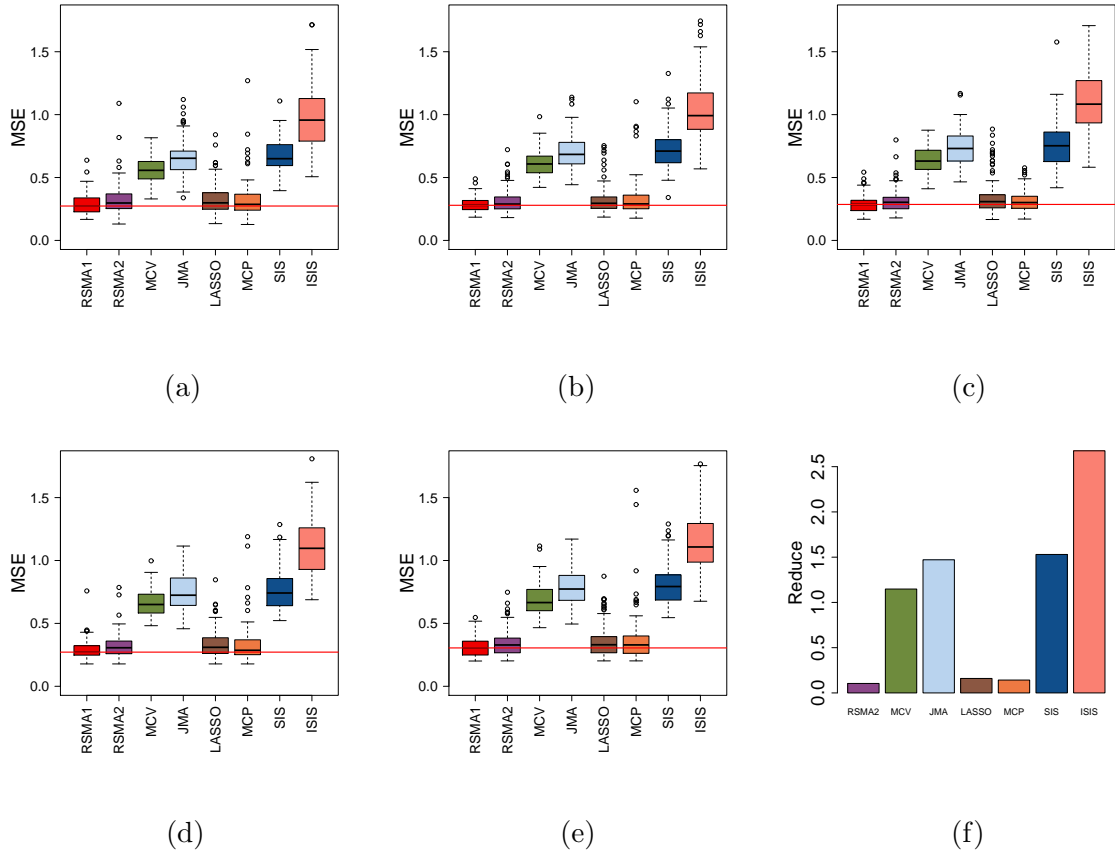 MSE
1.5
1.0
0.5
0.0
RSMA1
RSMA2
MCV
JMA
LASSO
MCP
SIS
ISIS
(a)
MSE
1.5
1.0
0.5
0.0
RSMA1
RSMA2
MCV
JMA
LASSO
MCP
SIS
ISIS
(b)
MSE
1.5
1.0
0.5
0.0
RSMA1
RSMA2
MCV
JMA
LASSO
MCP
SIS
ISIS
(c)
MSE
1.5
1.0
0.5
0.0
RSMA1
RSMA2
MCV
JMA
LASSO
MCP
SIS
ISIS
(d)
MSE
1.5
1.0
0.5
0.0
RSMA1
RSMA2
MCV
JMA
LASSO
MCP
SIS
ISIS
(e)
Reduce
2.5
2.0
1.5
1.0
0.5
0.0
RSMA2 MCV JMA LASSO MCP SIS ISIS
(f)